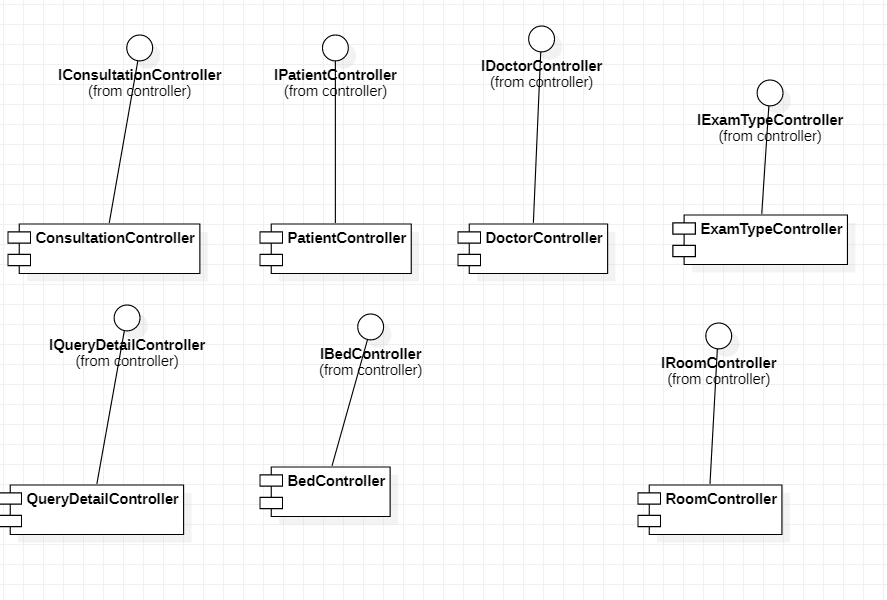 IConsultationController
(from controller)
IPatientController
(from controller)
IDoctorController
(from controller)
IExamTypeController
(from controller)
ConsultationController
PatientController
DoctorController
ExamTypeController
IQueryDetailController
(from controller)
IBedController
(from controller)
IRoomController
(from controller)
QueryDetailController
BedController
RoomController